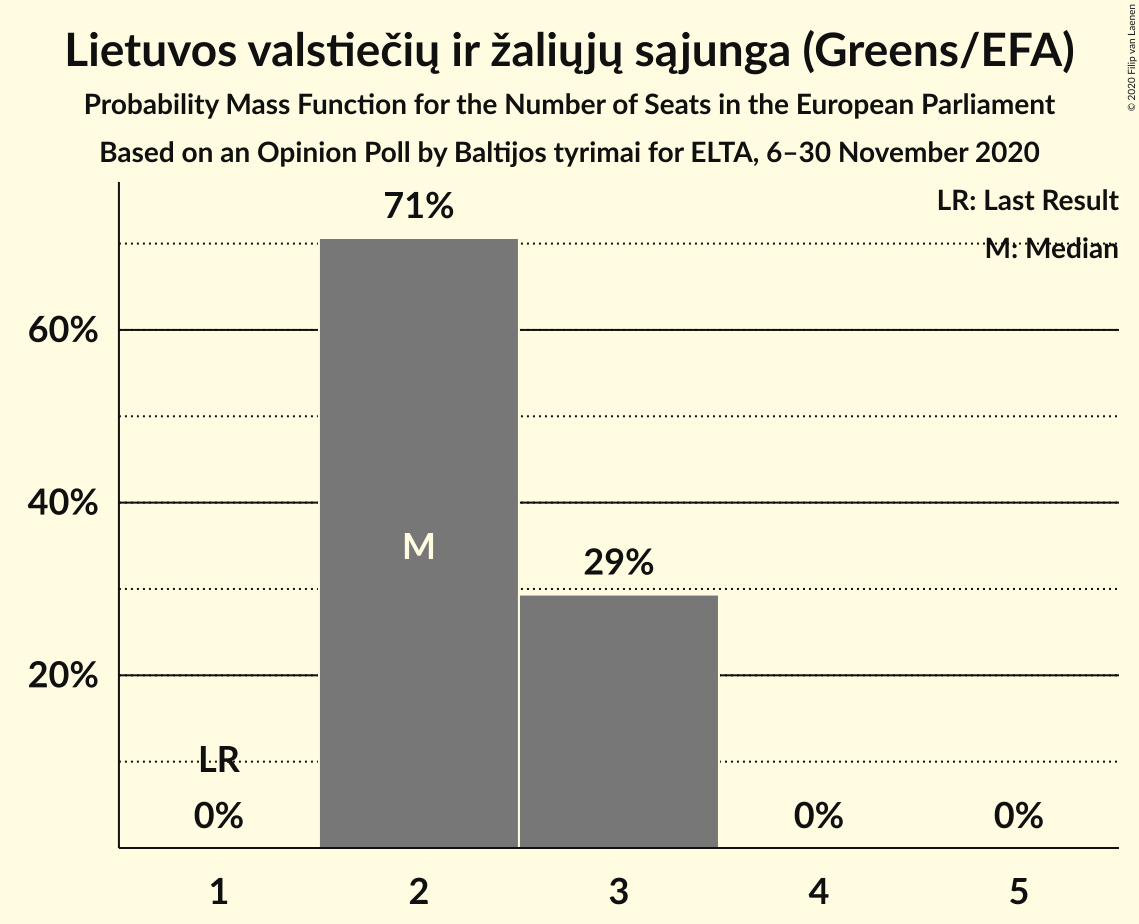 Lietuvos valstiečių ir žaliųjų sąjunga (Greens/EFA)
Probability Mass Function for the Number of Seats in the European Parliament
Based on an Opinion Poll by Baltijos tyrimai for ELTA, 6–30 November 2020
© 2020 Filip van Laenen
LR: Last Result
M: Median
71%
60%
40%
M
29%
20%
LR
0%
0%
0%
1
2
3
4
5